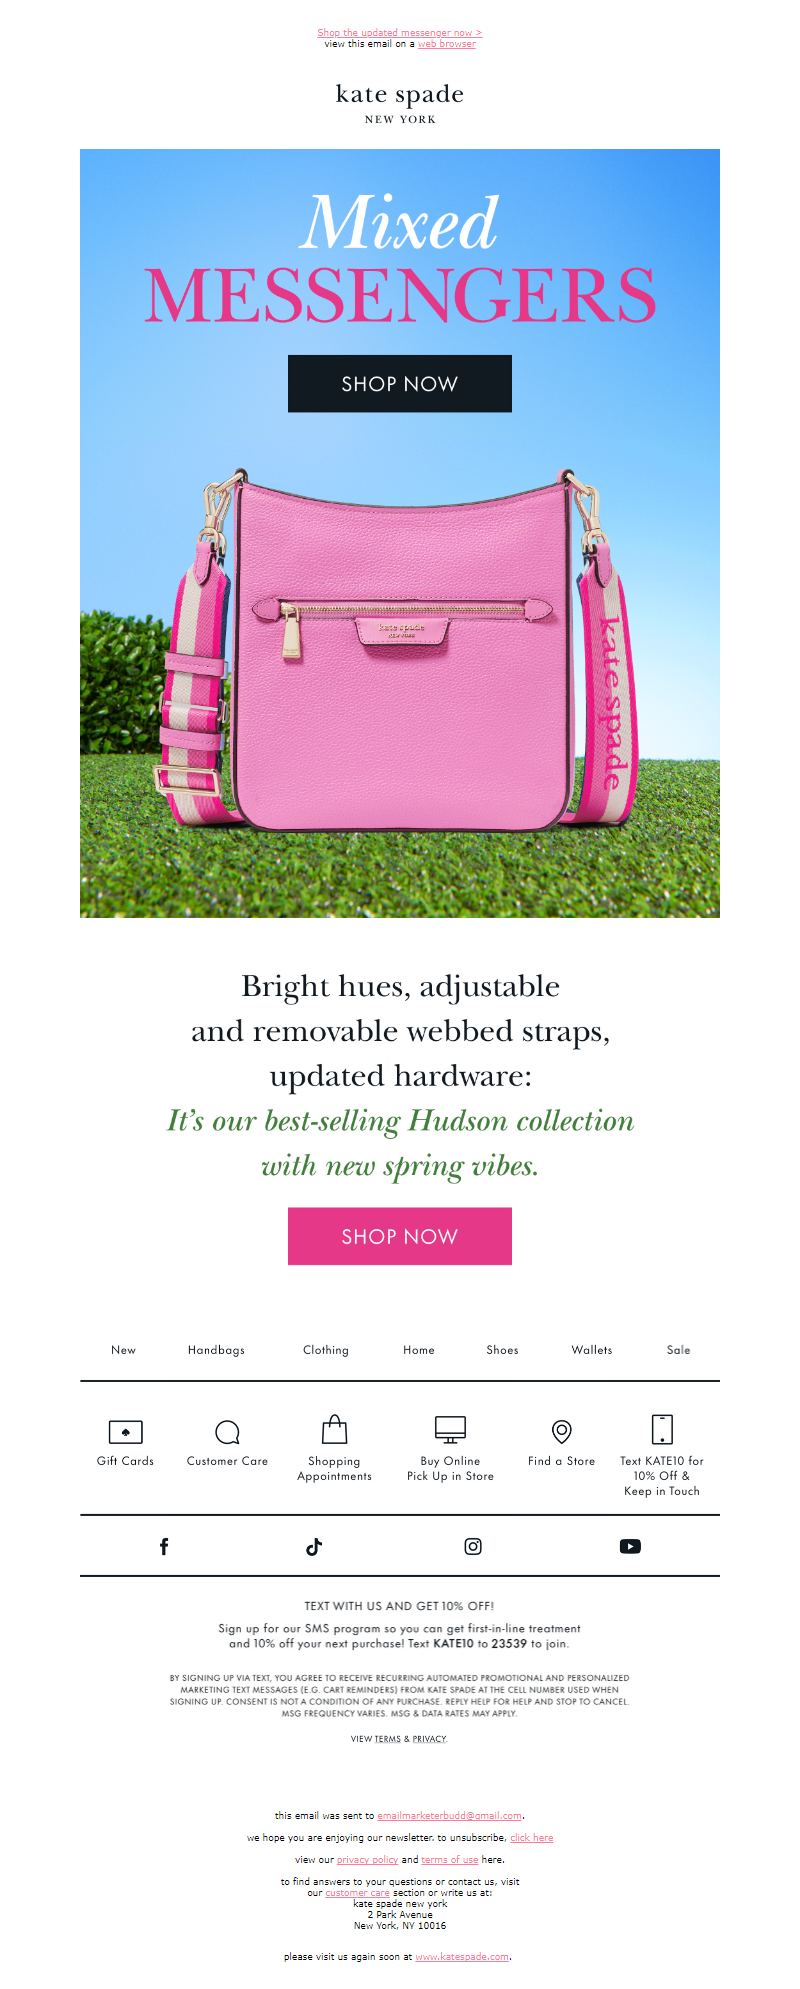 Shop the updated messenger now >
view this email on a web browser
kate spade
NEW YORK
Mixed
MESSENGERS
SHOP NOW
kate spade
NEW YORK
kate spade
Bright hues, adjustable
and removable webbed straps,
updated hardware:
It's our best-selling Hudson collection
with new spring vibes.
SHOP NOW
New Handbags Clothing Home Shoes Wallets Sale
Gift Cards
Customer Care
Shopping
Appointments
Buy Online
Pick Up in Store
Find a Store
Text KATE10 for
10% Off &
Keep in Touch
TEXT WITH US AND GET 10% OFF!
Sign up for our SMS program so you can get first-in-line treatment
and 10% off your next purchase! Text KATE10 to 23539 to join.
BY SIGNING UP VIA TEXT, YOU AGREE TO RECEIVE RECURRING AUTOMATED PROMOTIONAL AND PERSONALIZED
MARKETING TEXT MESSAGES (E.G. CART REMINDERS) FROM KATE SPADE AT THE CELL NUMBER USED WHEN
SIGNING UP. CONSENT IS NOT A CONDITION OF ANY PURCHASE. REPLY HELP FOR HELP AND STOP TO CANCEL.
MSG FREQUENCY VARIES. MSG & DATA RATES MAY APPLY.
VIEW TERMS & PRIVACY.
this email was sent to emailmarketerbudd@gmail.com.
we hope you are enjoying our newsletter. to unsubscribe, click here
view our privacy policy and terms of use here.
to find answers to your questions or contact us, visit
our customer care section or write us at:
kate spade new york
2 Park Avenue
New York, NY 10016
please visit us again soon at www.katespade.com.